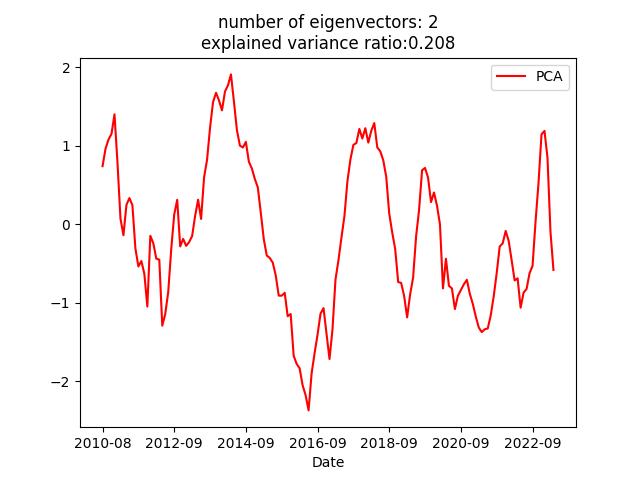 number of eigenvectors: 2
explained variance ratio:0.208
PCA
2
1
0
−1
−2
2010-08 2012-09 2014-09 2016-09 2018-09 2020-09 2022-09
Date